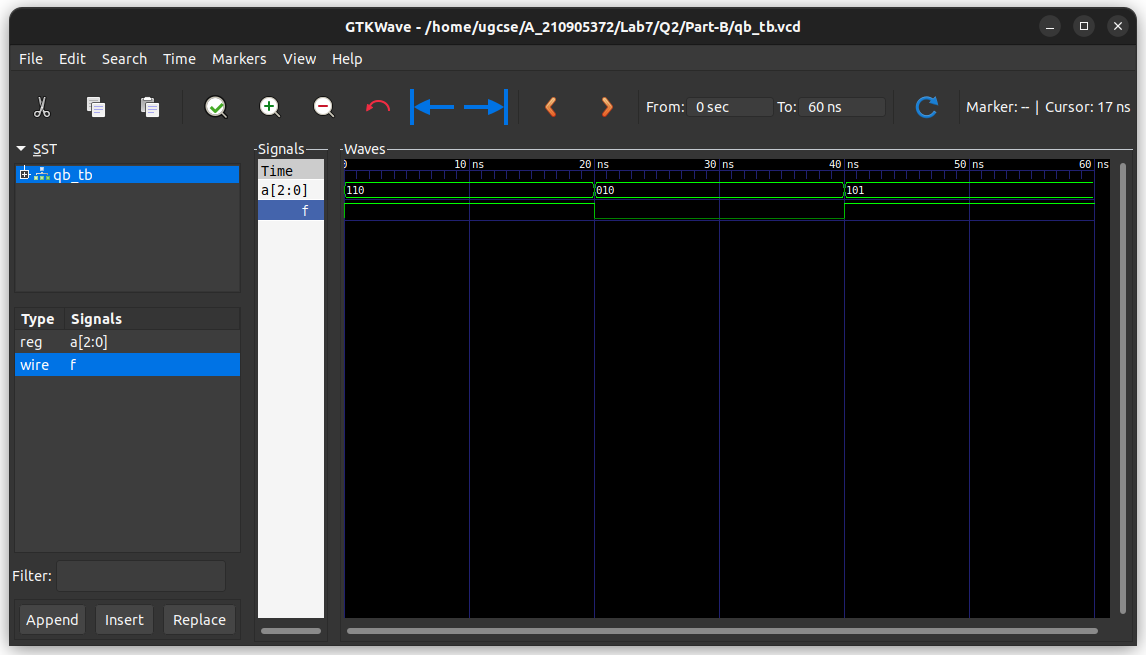 GTKWave - /home/ugcse/A_210905372/Lab7/Q2/Part-B/qb_tb.vcd
File Edit Search Time Markers View Help
From: 0 sec To: 60 ns Marker: -- | Cursor: 17 ns
SST
qb_tb
Type Signals
reg a[2:0]
wire f
Filter:
Append Insert Replace
Signals
Time
a[2:0]
f
Waves
0 10 ns 20 ns 30 ns 40 ns 50 ns 60 ns
110 010 101